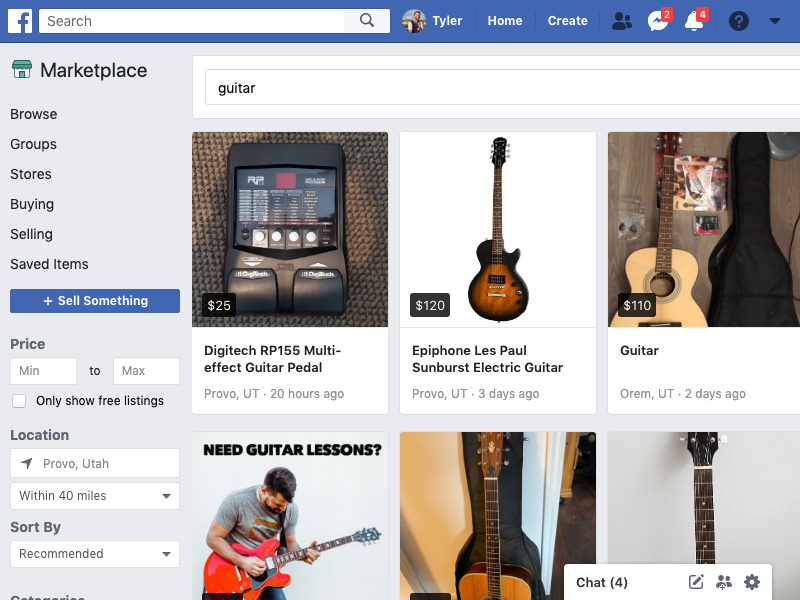 Search
Tyler
Home
Create
2
4
Marketplace
Browse
Groups
Stores
Buying
Selling
Saved Items
+ Sell Something
Price
Min
to
Max
Only show free listings
Location
Provo, Utah
Within 40 miles
Sort By
Recommended
guitar
RP
DigiTech
DigiTech
$25
Digitech RP155 Multi-
effect Guitar Pedal
Provo, UT · 20 hours ago
$120
Epiphone Les Paul
Sunburst Electric Guitar
Provo, UT · 3 days ago
$110
Guitar
Orem, UT · 2 days ago
NEED GUITAR LESSONS?
Chat (4)